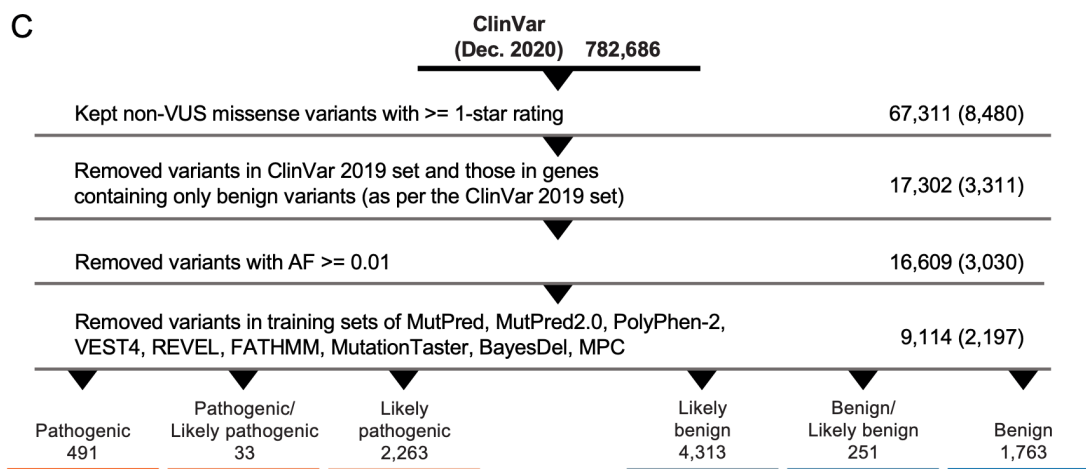 C
ClinVar
(Dec. 2020) 782,686
Kept non-VUS missense variants with >= 1-star rating 67,311 (8,480)
Removed variants in ClinVar 2019 set and those in genes
containing only benign variants (as per the ClinVar 2019 set) 17,302 (3,311)
Removed variants with AF >= 0.01 16,609 (3,030)
Removed variants in training sets of MutPred, MutPred2.0, PolyPhen-2,
VEST4, REVEL, FATHMM, MutationTaster, BayesDel, MPC 9,114 (2,197)
Pathogenic
491
Pathogenic/
Likely pathogenic
33
Likely
pathogenic
2,263
Likely
benign
4,313
Benign/
Likely benign
251
Benign
1,763